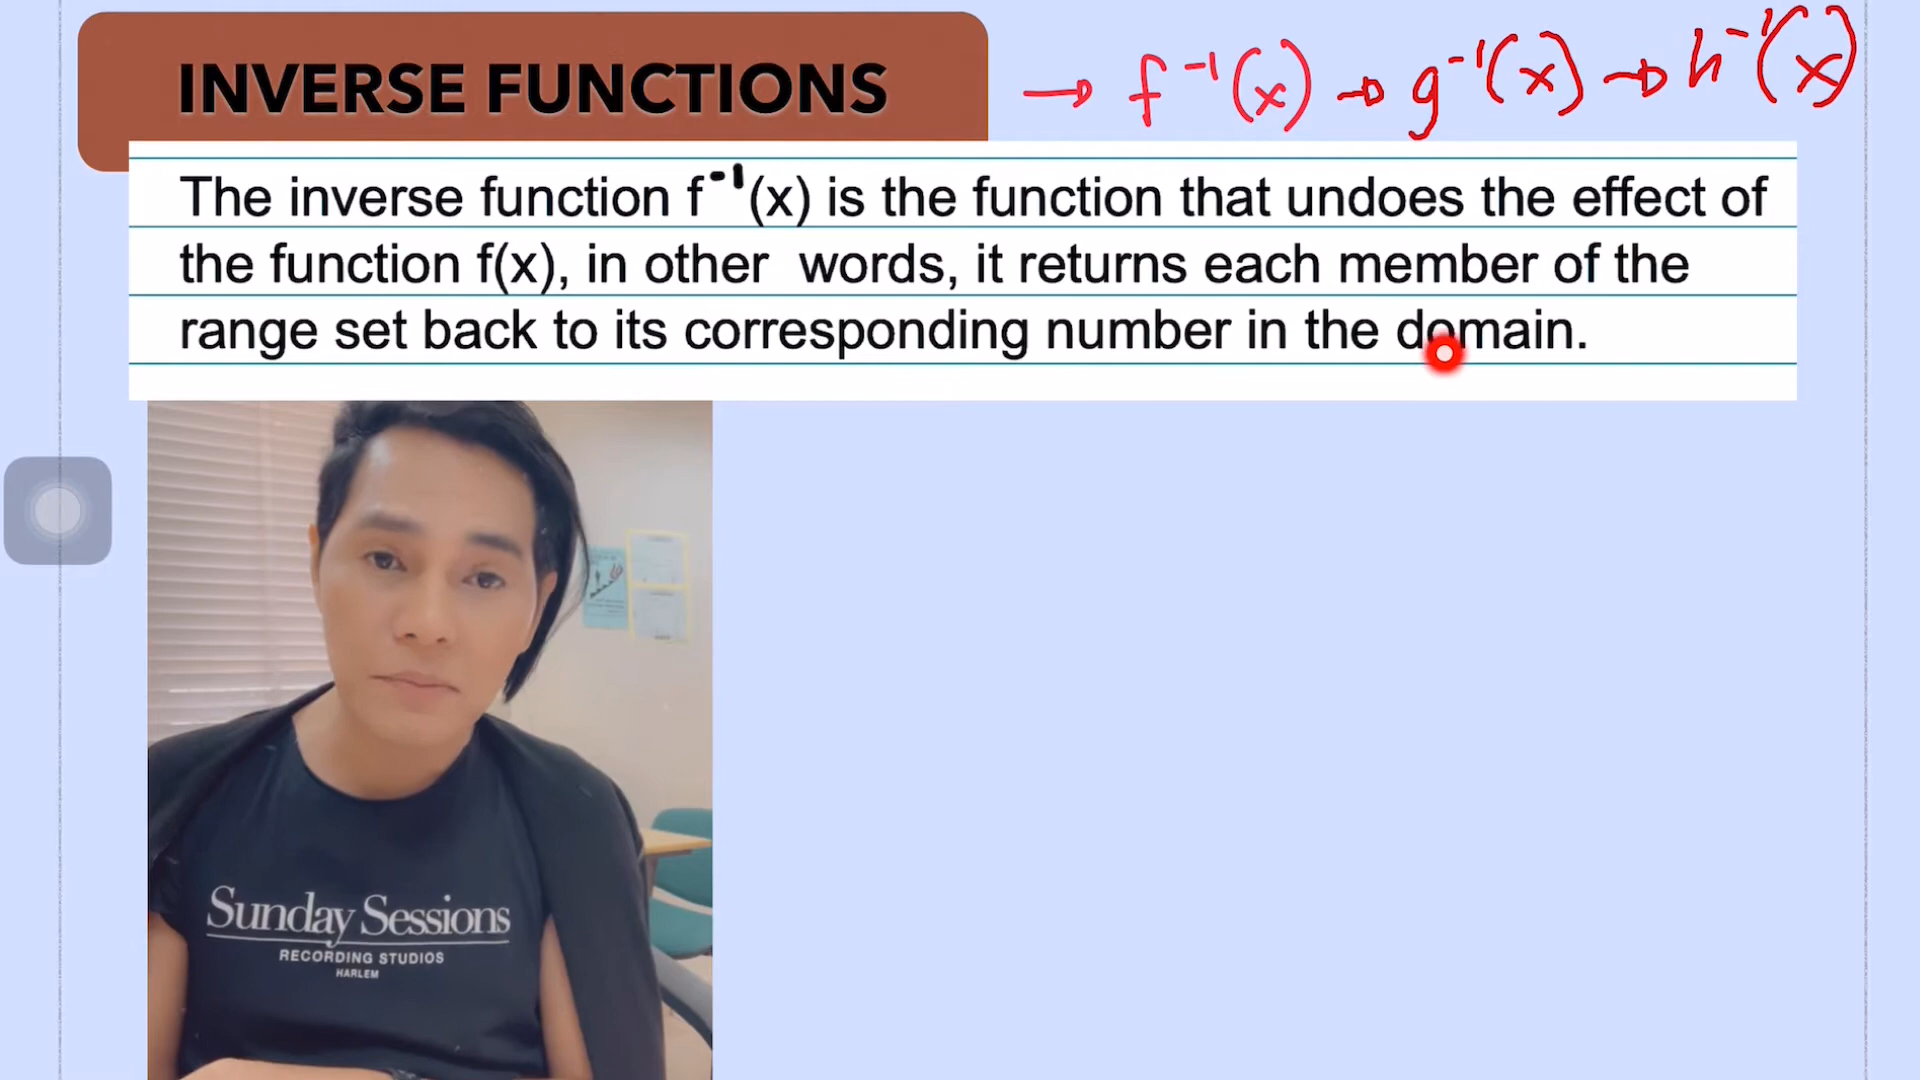 INVERSE FUNCTIONS
→ f⁻¹(x) → g⁻¹(x) → h⁻¹(x)
The inverse function f⁻¹(x) is the function that undoes the effect of
the function f(x), in other words, it returns each member of the
range set back to its corresponding number in the domain.
Sunday Sessions
RECORDING STUDIOS
HARLEM